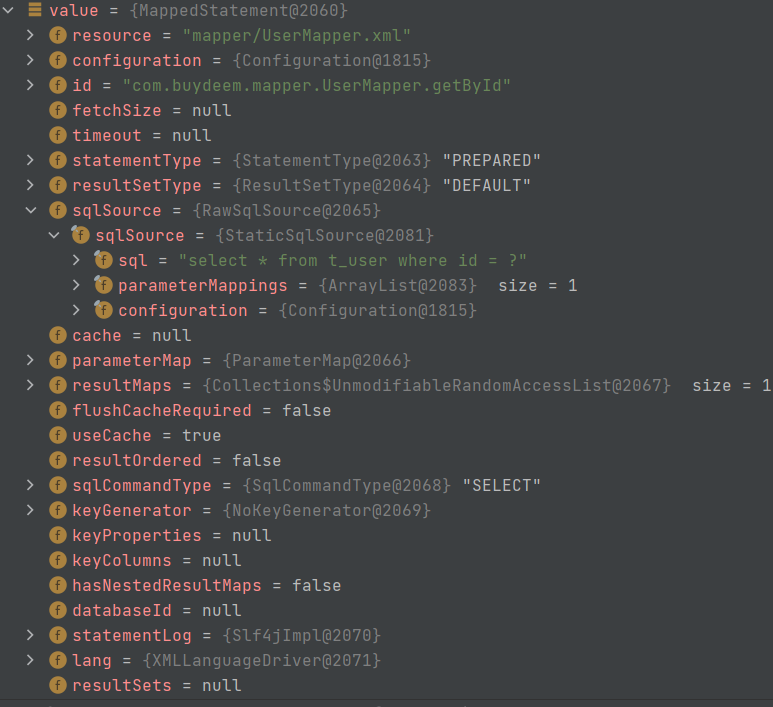 value = {MappedStatement@2060}
f resource = "mapper/UserMapper.xml"
f configuration = {Configuration@1815}
f id = "com.buydeem.mapper.UserMapper.getById"
f fetchSize = null
f timeout = null
f statementType = {StatementType@2063} "PREPARED"
f resultSetType = {ResultSetType@2064} "DEFAULT"
f sqlSource = {RawSqlSource@2065}
f sqlSource = {StaticSqlSource@2081}
f sql = "select * from t_user where id = ?"
f parameterMappings = {ArrayList@2083} size = 1
f configuration = {Configuration@1815}
f cache = null
f parameterMap = {ParameterMap@2066}
f resultMaps = {Collections$UnmodifiableRandomAccessList@2067} size = 1
f flushCacheRequired = false
f useCache = true
f resultOrdered = false
f sqlCommandType = {SqlCommandType@2068} "SELECT"
f keyGenerator = {NoKeyGenerator@2069}
f keyProperties = null
f keyColumns = null
f hasNestedResultMaps = false
f databaseId = null
f statementLog = {Slf4jImpl@2070}
f lang = {XMLLanguageDriver@2071}
f resultSets = null